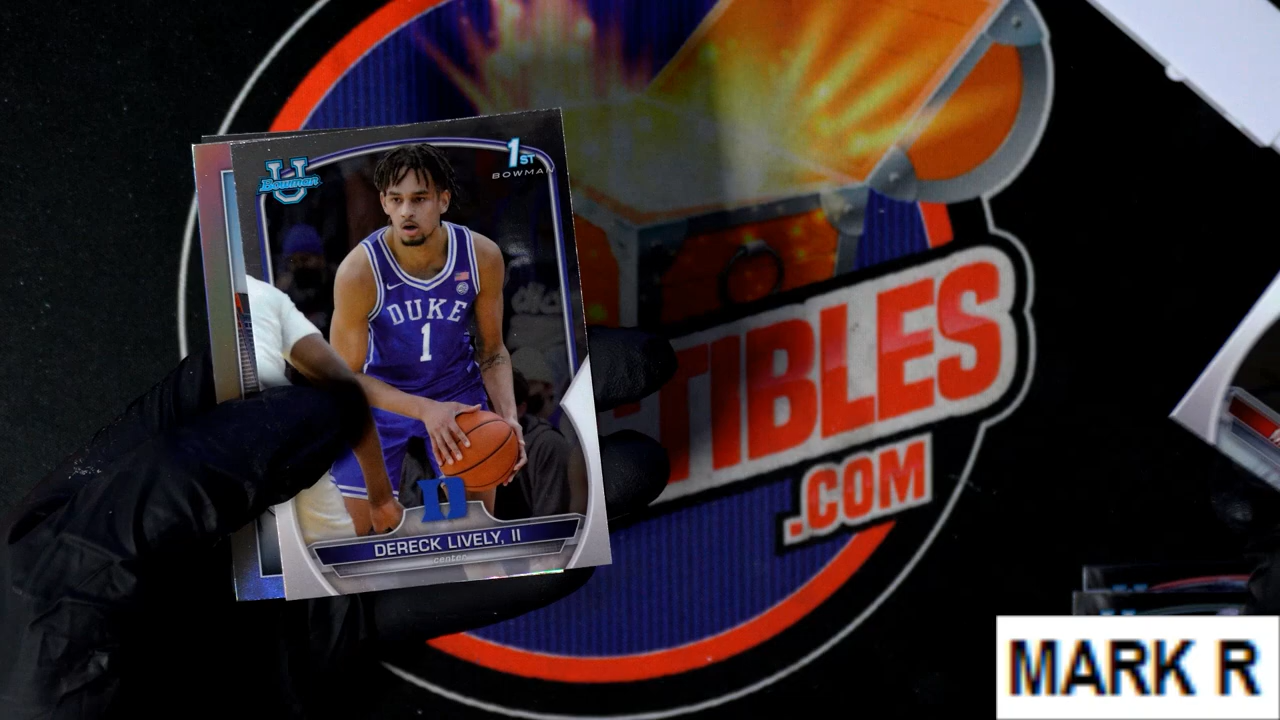 U
Bowman
1ST
BOWMAN
DUKE
1
D
DERECK LIVELY, II
center
TIBLES
.COM
MARK R